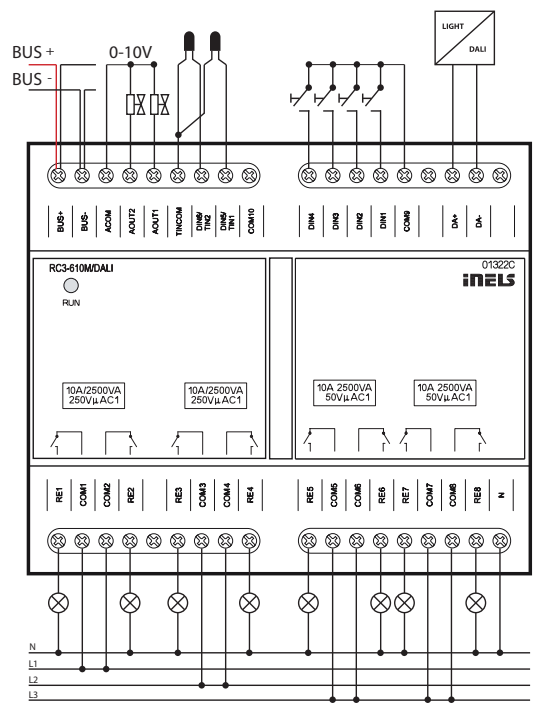 LIGHT
DALI
BUS +
0-10V
BUS -
BUS+
BUS-
ACOM
AOUT2
AOUT1
TINCOM
DIN6/
TIN2
DIN5/
TIN1
COM10
DIN4
DIN3
DIN2
DIN1
COM9
DA+
DA-
RC3-610M/DALI
RUN
01322C
iNELS
10A/2500VA
250VµAC1
10A/2500VA
250VµAC1
10A 2500VA
50VµAC1
10A 2500VA
50VµAC1
RE1
COM1
COM2
RE2
RE3
COM3
COM4
RE4
RE5
COM5
COM6
RE6
RE7
COM7
COM8
RE8
N
N
L1
L2
L3